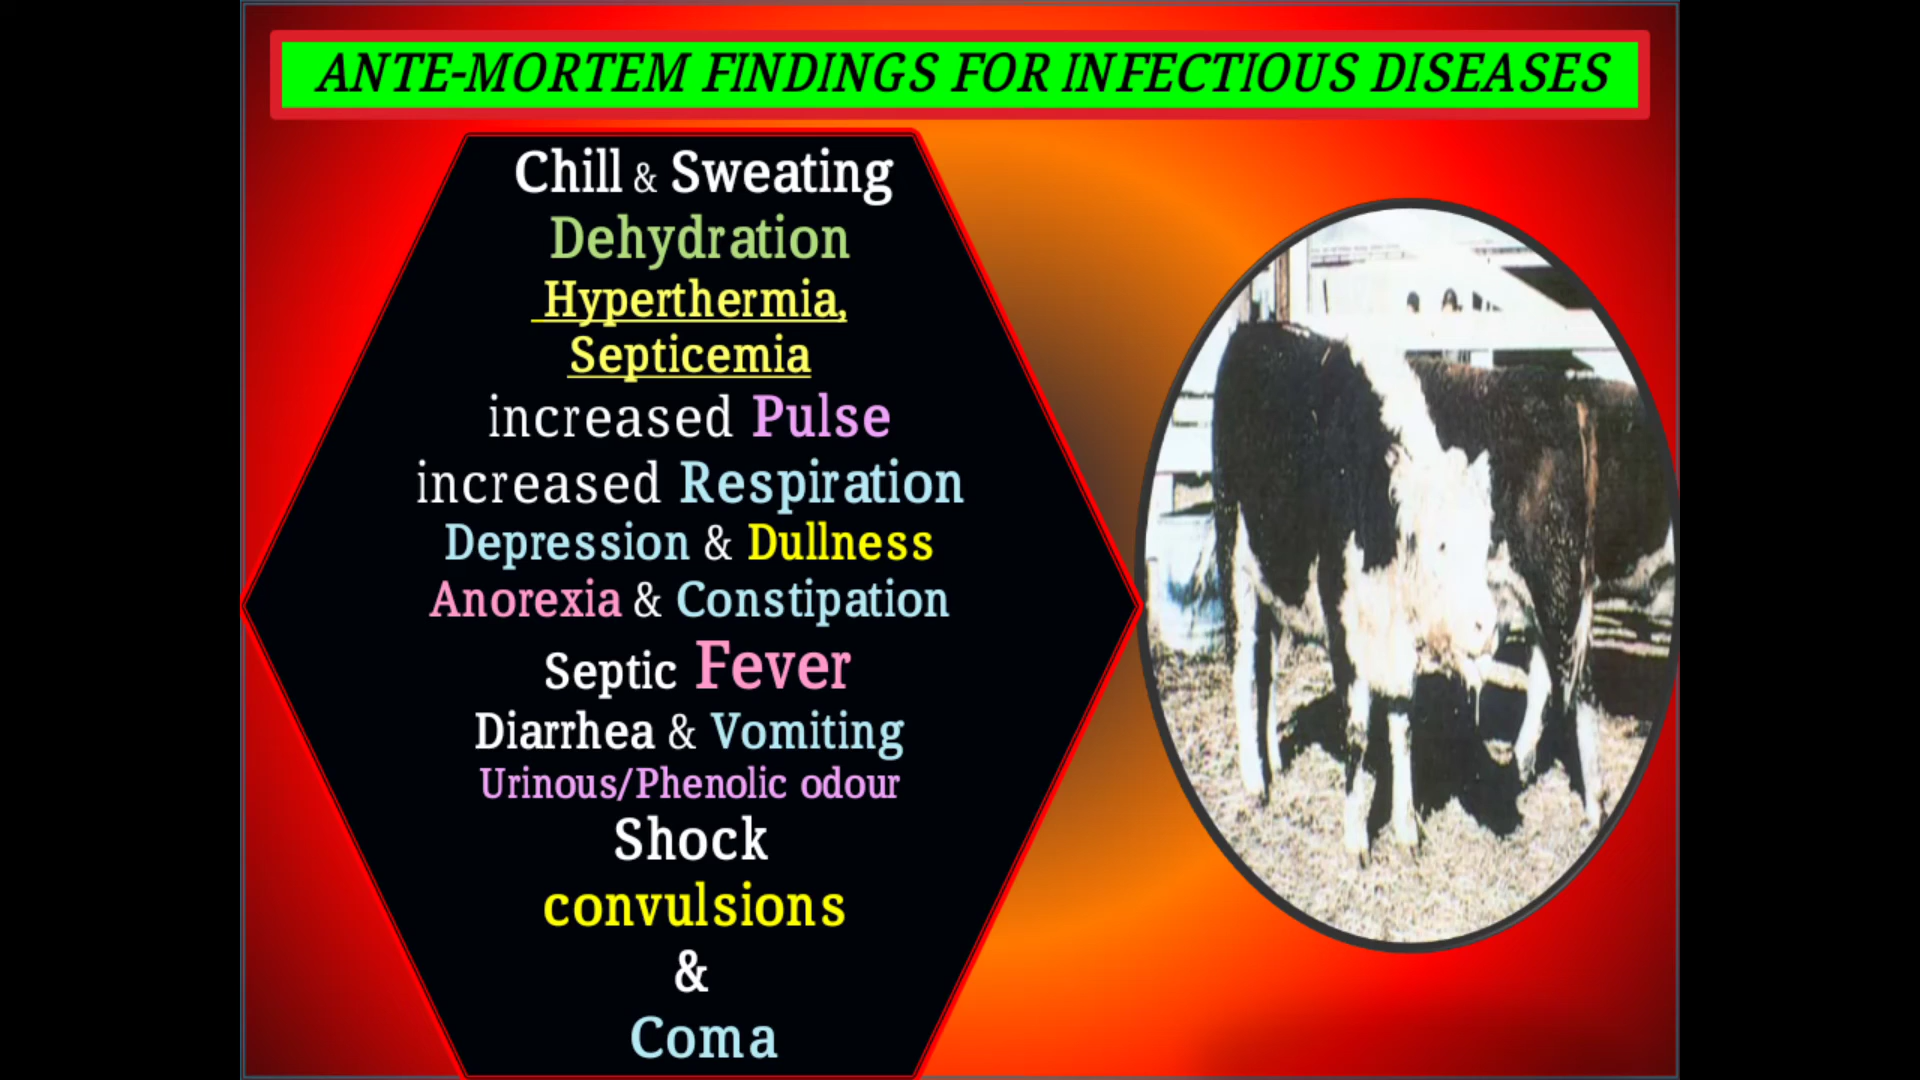 ANTE-MORTEM FINDINGS FOR INFECTIOUS DISEASES
Chill & Sweating
Dehydration
Hyperthermia,
Septicemia
increased Pulse
increased Respiration
Depression & Dullness
Anorexia & Constipation
Septic Fever
Diarrhea & Vomiting
Urinous/Phenolic odour
Shock
convulsions
&
Coma